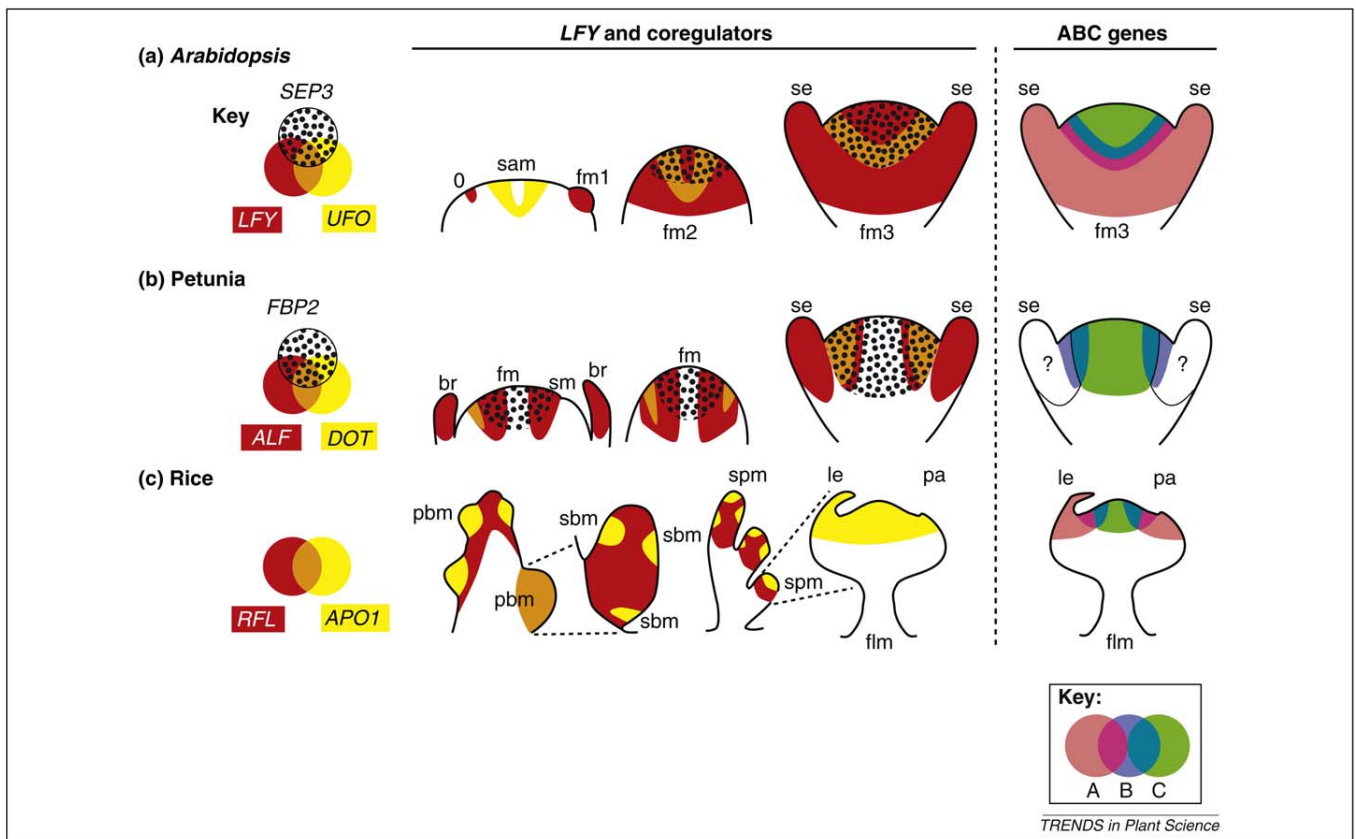 LFY and coregulators
ABC genes
(a) Arabidopsis
SEP3
Key
LFY
UFO
0
sam
fm1
fm2
se
se
fm3
se
se
fm3
(b) Petunia
FBP2
ALF
DOT
br
fm
sm
br
fm
se
se
se
se
?
?
(c) Rice
RFL
APO1
pbm
pbm
sbm
sbm
sbm
spm
spm
le
pa
flm
le
pa
flm
Key:
A B C
TRENDS in Plant Science